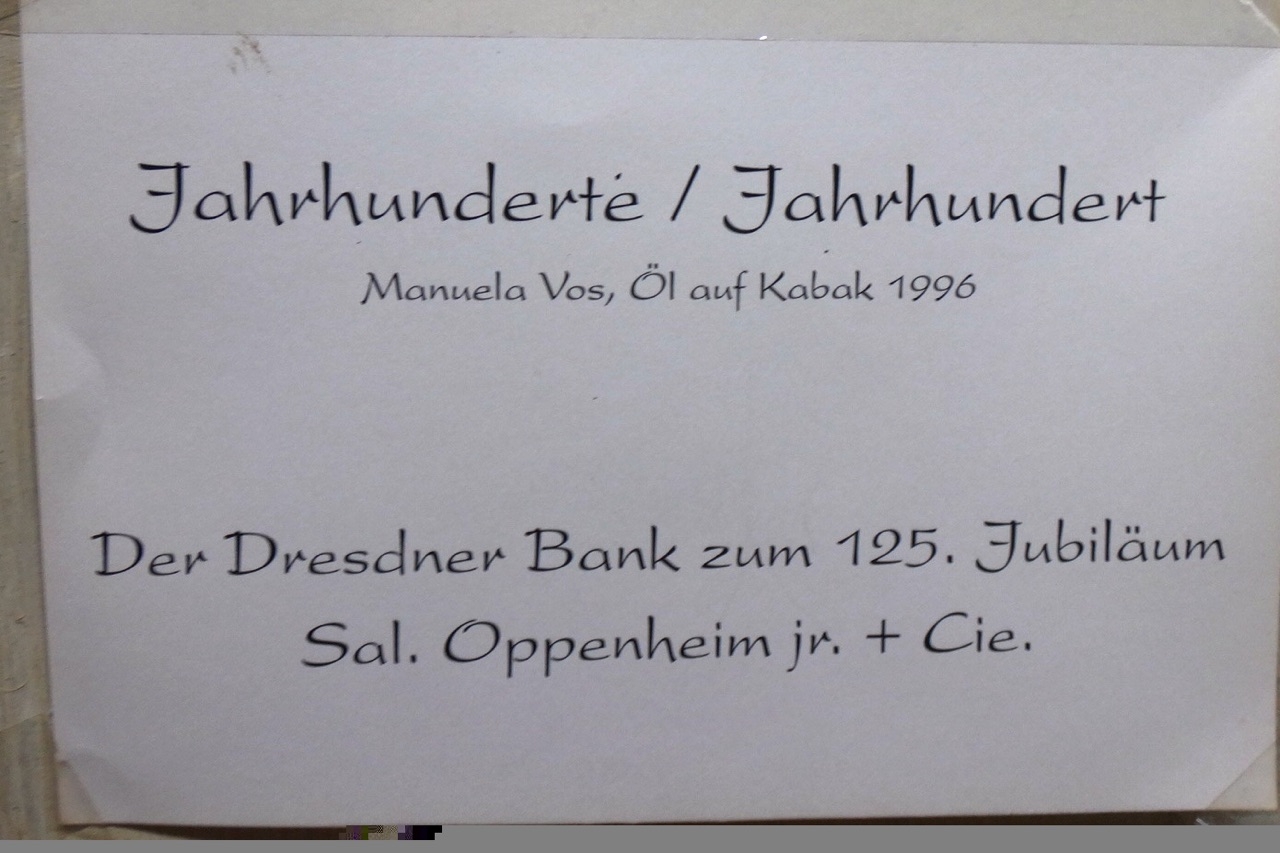 Jahrhunderte / Jahrhundert
Manuela Vos, Öl auf Kabak 1996
Der Dresdner Bank zum 125. Jubiläum
Sal. Oppenheim jr. + Cie.